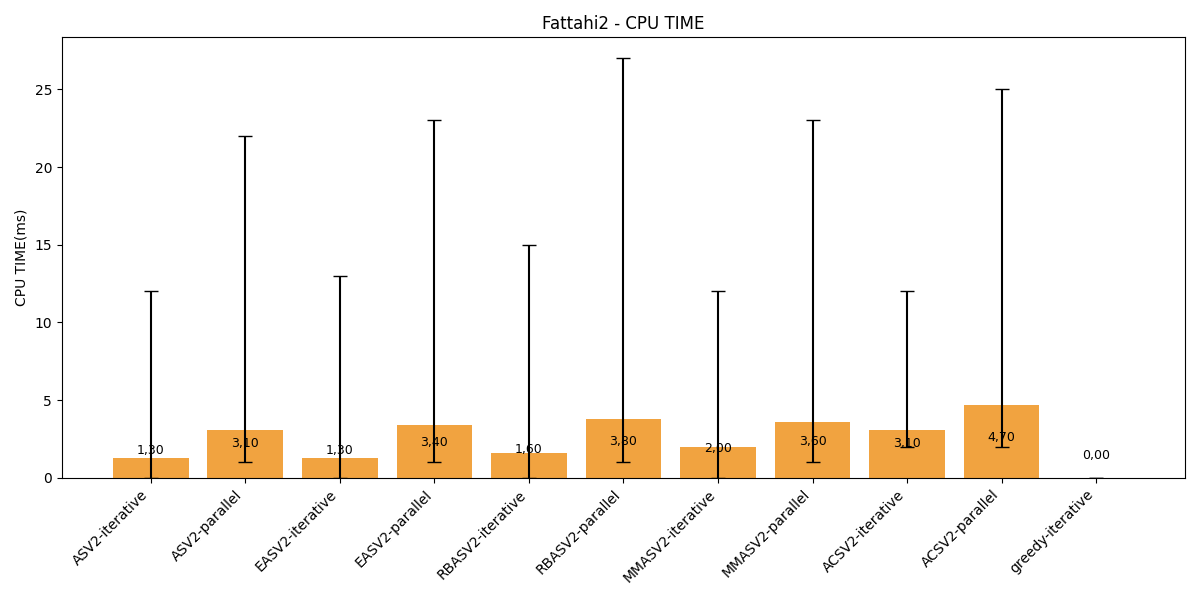 Fattahi2 - CPU TIME
CPU TIME(ms)
25
20
15
10
5
0
1,30
3,10
1,30
3,40
1,60
3,80
2,00
3,60
3,10
4,70
0,00
ASV2-iterative
ASV2-parallel
EASV2-iterative
EASV2-parallel
RBASV2-iterative
RBASV2-parallel
MMASV2-iterative
MMASV2-parallel
ACSV2-iterative
ACSV2-parallel
greedy-iterative